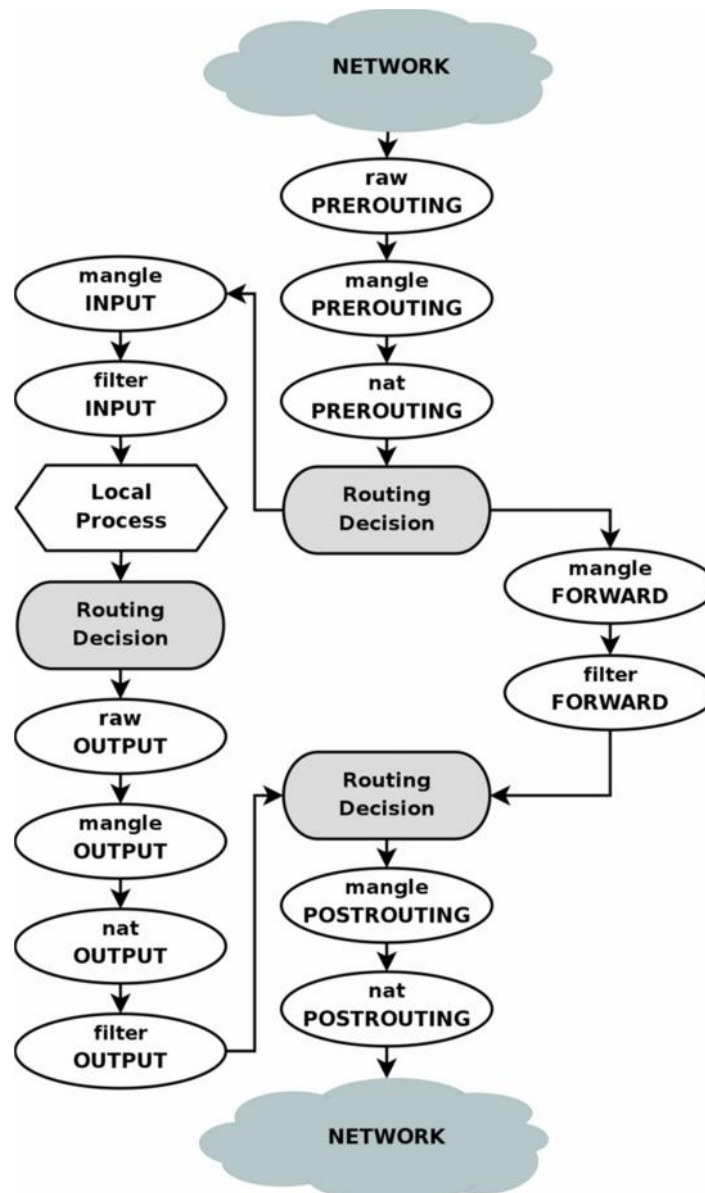 NETWORK
raw
PREROUTING
mangle
PREROUTING
nat
PREROUTING
Routing
Decision
mangle
INPUT
filter
INPUT
Local
Process
Routing
Decision
raw
OUTPUT
mangle
OUTPUT
nat
OUTPUT
filter
OUTPUT
mangle
FORWARD
filter
FORWARD
Routing
Decision
mangle
POSTROUTING
nat
POSTROUTING
NETWORK